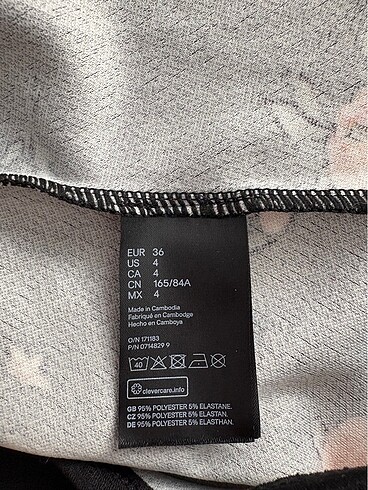 EUR 36
US 4
CA 4
CN 165/84A
MX 4
Made in Cambodia
Fabriqué en Cambodge
Hecho en Camboya
O/N 171183
P/N 0714829 9
40
clevercare.info
GB 95% POLYESTER 5% ELASTANE.
CZ 95% POLYESTER 5% ELASTAN.
DE 95% POLYESTER 5% ELASTHAN.